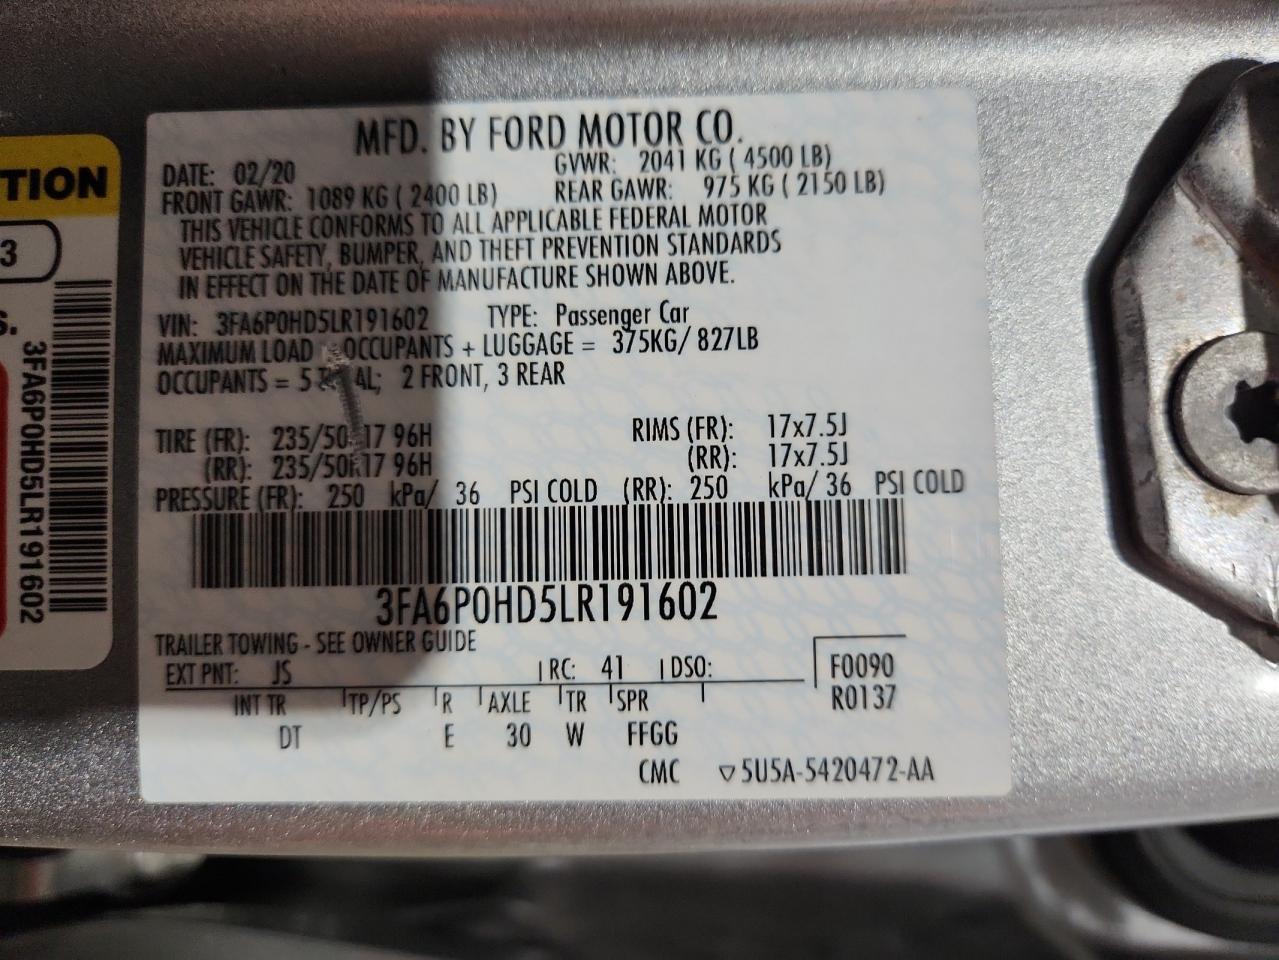 TION
3
S.
3FA6P0HD5LR191602
MFD. BY FORD MOTOR CO.
DATE: 02/20 GVWR: 2041 KG ( 4500 LB)
FRONT GAWR: 1089 KG ( 2400 LB) REAR GAWR: 975 KG ( 2150 LB)
THIS VEHICLE CONFORMS TO ALL APPLICABLE FEDERAL MOTOR
VEHICLE SAFETY, BUMPER, AND THEFT PREVENTION STANDARDS
IN EFFECT ON THE DATE OF MANUFACTURE SHOWN ABOVE.
VIN: 3FA6P0HD5LR191602 TYPE: Passenger Car
MAXIMUM LOAD OCCUPANTS + LUGGAGE = 375KG/ 827LB
OCCUPANTS = 5 AL; 2 FRONT, 3 REAR
TIRE (FR): 235/50R17 96H RIMS (FR): 17x7.5J
(RR): 235/50R17 96H (RR): 17x7.5J
PRESSURE (FR): 250 kPa/ 36 PSI COLD (RR): 250 kPa/ 36 PSI COLD
3FA6P0HD5LR191602
TRAILER TOWING - SEE OWNER GUIDE
EXT PNT: JS RC: 41 DSO: F0090
INT TR TP/PS R AXLE TR SPR R0137
DT E 30 W FFGG
CMC ▽5U5A-5420472-AA